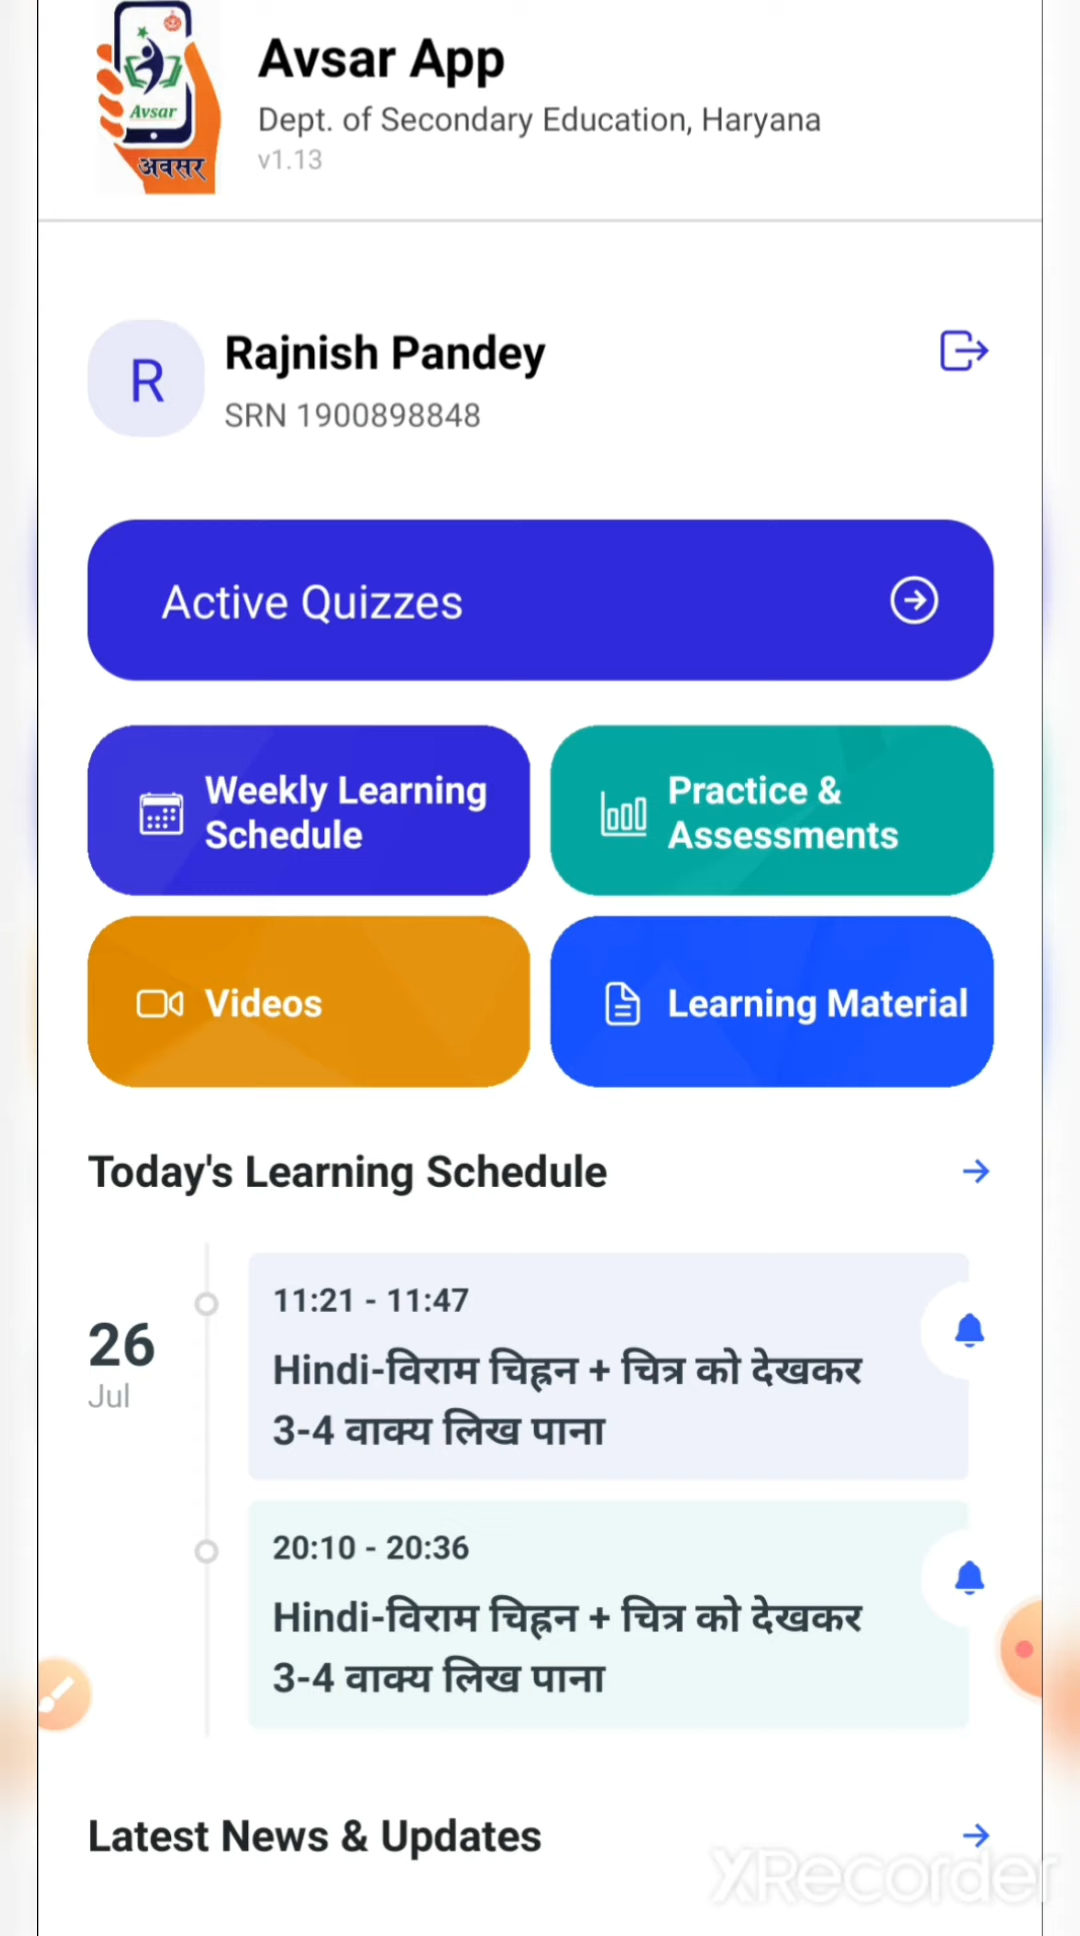 Avsar
अवसर
Avsar App
Dept. of Secondary Education, Haryana
v1.13
R
Rajnish Pandey
SRN 1900898848
Active Quizzes
Weekly Learning
Schedule
Practice &
Assessments
Videos
Learning Material
Today's Learning Schedule
26
Jul
11:21 - 11:47
Hindi-विराम चिह्रन + चित्र को देखकर
3-4 वाक्य लिख पाना
20:10 - 20:36
Hindi-विराम चिह्रन + चित्र को देखकर
3-4 वाक्य लिख पाना
Latest News & Updates
XRecorder